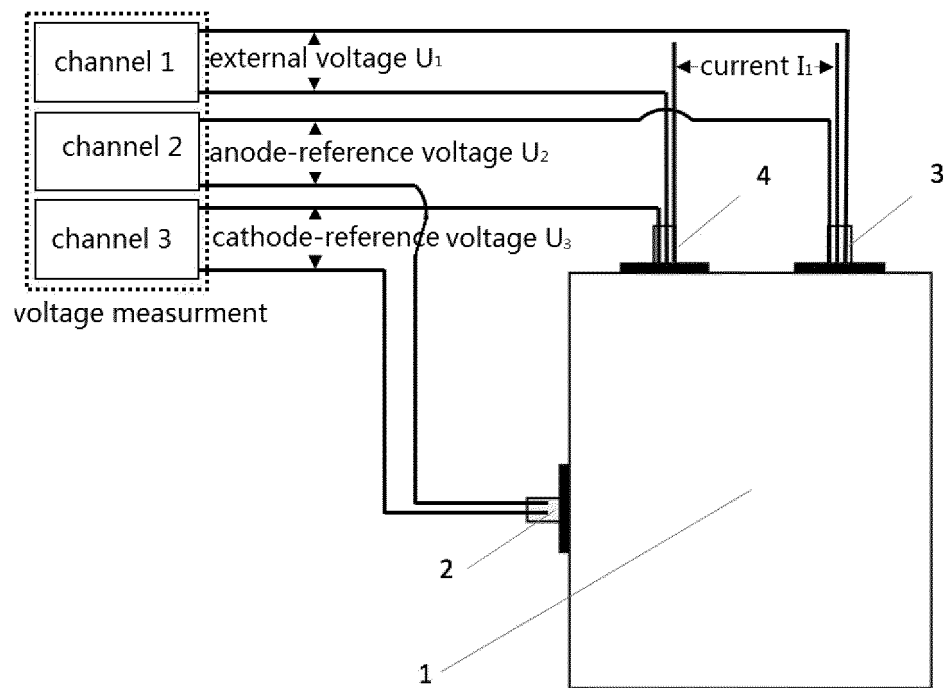 channel 1
external voltage U₁
current I₁
channel 2
anode-reference voltage U₂
4
3
channel 3
cathode-reference voltage U₃
voltage measurment
2
1